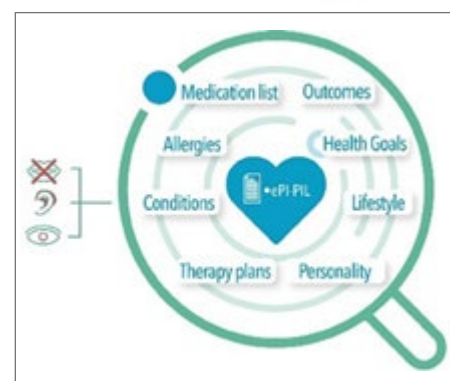 Medication list
Outcomes
Allergies
Health Goals
•ePI-PIL
Conditions
Lifestyle
Therapy plans
Personality